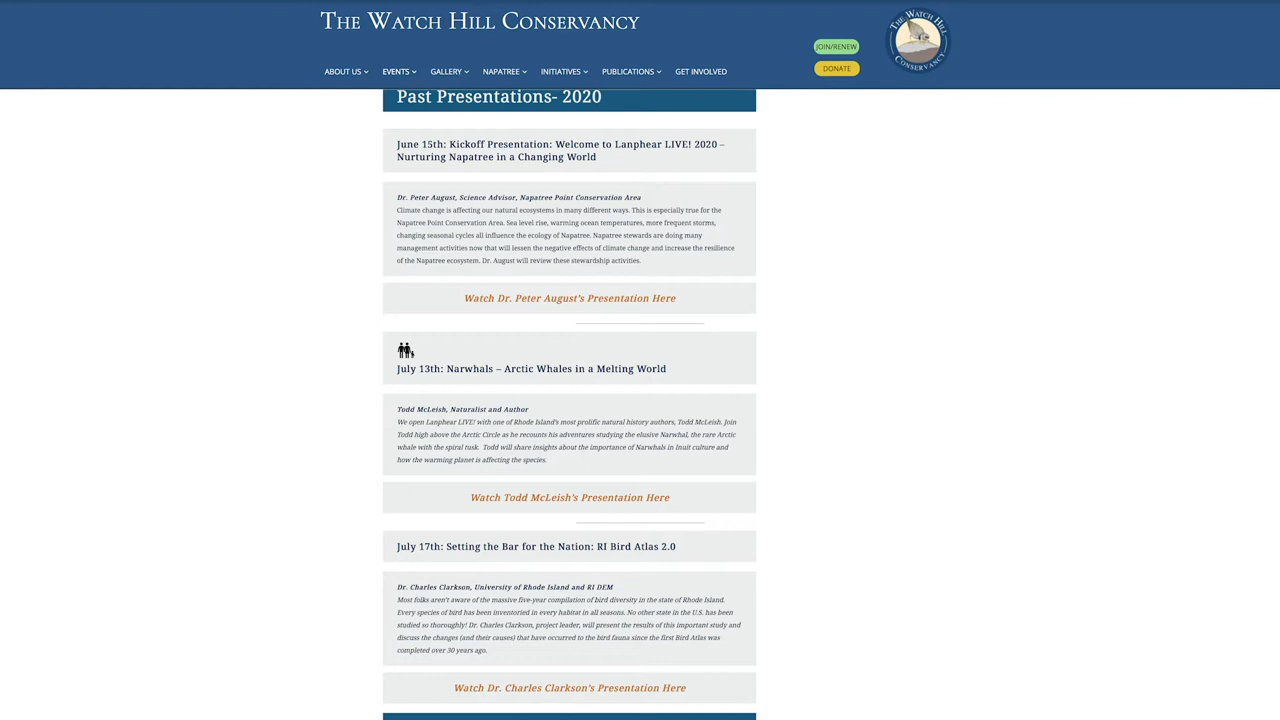 THE WATCH HILL CONSERVANCY
THE WATCH HILL
CONSERVANCY
JOIN/RENEW
DONATE
ABOUT US EVENTS GALLERY NAPATREE INITIATIVES PUBLICATIONS GET INVOLVED
Past Presentations- 2020
June 15th: Kickoff Presentation: Welcome to Lanphear LIVE! 2020 –
Nurturing Napatree in a Changing World
Dr. Peter August, Science Advisor, Napatree Point Conservation Area
Climate change is affecting our natural ecosystems in many different ways. This is especially true for the
Napatree Point Conservation Area. Sea level rise, warming ocean temperatures, more frequent storms,
changing seasonal cycles all influence the ecology of Napatree. Napatree stewards are doing many
management activities now that will lessen the negative effects of climate change and increase the resilience
of the Napatree ecosystem. Dr. August will review these stewardship activities.
Watch Dr. Peter August's Presentation Here
July 13th: Narwhals – Arctic Whales in a Melting World
Todd McLeish, Naturalist and Author
We open Lanphear LIVE! with one of Rhode Island's most prolific natural history authors, Todd McLeish. Join
Todd high above the Arctic Circle as he recounts his adventures studying the elusive Narwhal, the rare Arctic
whale with the spiral tusk. Todd will share insights about the importance of Narwhals in Inuit culture and
how the warming planet is affecting the species.
Watch Todd McLeish's Presentation Here
July 17th: Setting the Bar for the Nation: RI Bird Atlas 2.0
Dr. Charles Clarkson, University of Rhode Island and RI DEM
Most folks aren't aware of the massive five-year compilation of bird diversity in the state of Rhode Island.
Every species of bird has been inventoried in every habitat in all seasons. No other state in the U.S. has been
studied so thoroughly! Dr. Charles Clarkson, project leader, will present the results of this important study and
discuss the changes (and their causes) that have occurred to the bird fauna since the first Bird Atlas was
completed over 30 years ago.
Watch Dr. Charles Clarkson's Presentation Here